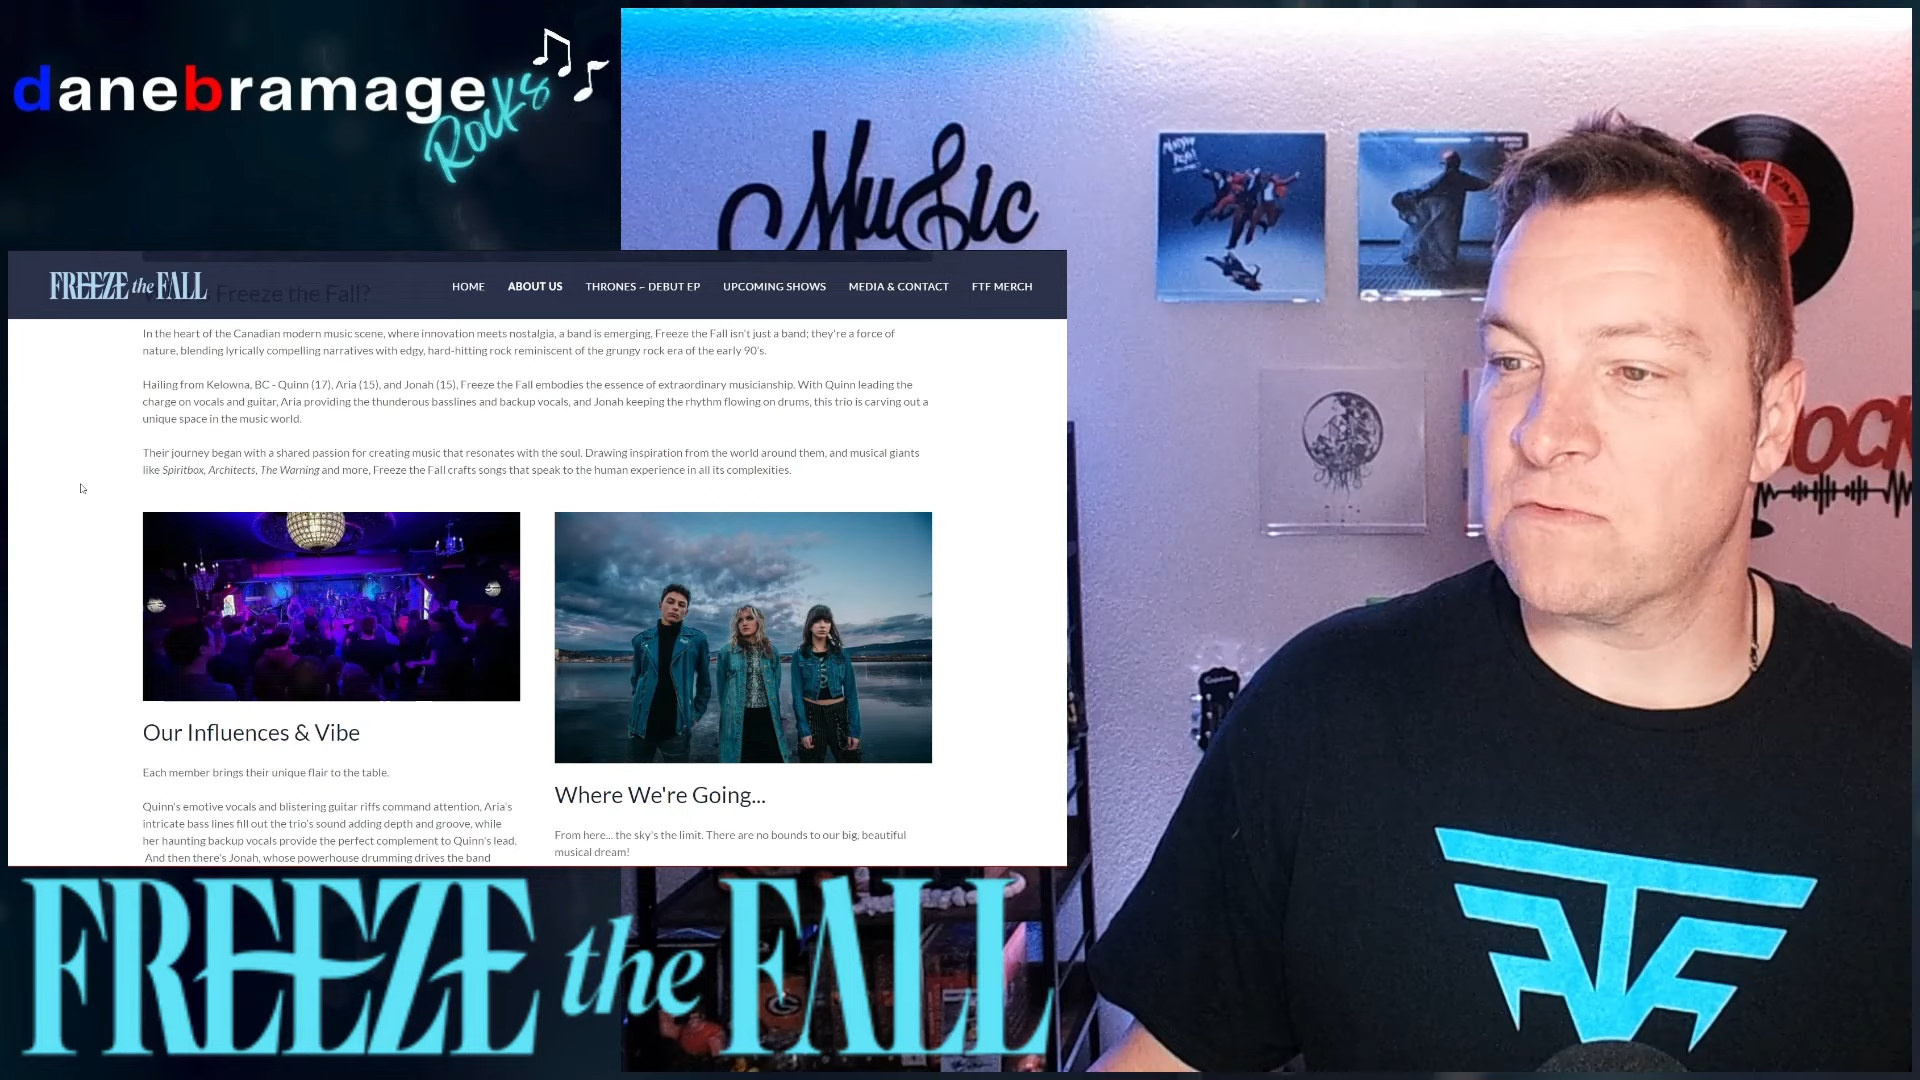 danebramage
Rocks
Music
FREEZE the FALL
Freeze the Fall?
HOME
ABOUT US
THRONES – DEBUT EP
UPCOMING SHOWS
MEDIA & CONTACT
FTF MERCH
In the heart of the Canadian modern music scene, where innovation meets nostalgia, a band is emerging, Freeze the Fall isn't just a band; they're a force of
nature, blending lyrically compelling narratives with edgy, hard-hitting rock reminiscent of the grungy rock era of the early 90's.
Hailing from Kelowna, BC - Quinn (17), Aria (15), and Jonah (15), Freeze the Fall embodies the essence of extraordinary musicianship. With Quinn leading the
charge on vocals and guitar, Aria providing the thunderous basslines and backup vocals, and Jonah keeping the rhythm flowing on drums, this trio is carving out a
unique space in the music world.
Their journey began with a shared passion for creating music that resonates with the soul. Drawing inspiration from the world around them, and musical giants
like Spiritbox, Architects, The Warning and more, Freeze the Fall crafts songs that speak to the human experience in all its complexities.
Our Influences & Vibe
Each member brings their unique flair to the table.
Quinn's emotive vocals and blistering guitar riffs command attention, Aria's
intricate bass lines fill out the trio's sound adding depth and groove, while
her haunting backup vocals provide the perfect complement to Quinn's lead.
And then there's Jonah, whose powerhouse drumming drives the band
Where We're Going...
From here... the sky's the limit. There are no bounds to our big, beautiful
musical dream!
ROCK
FTF
FREEZE the FALL